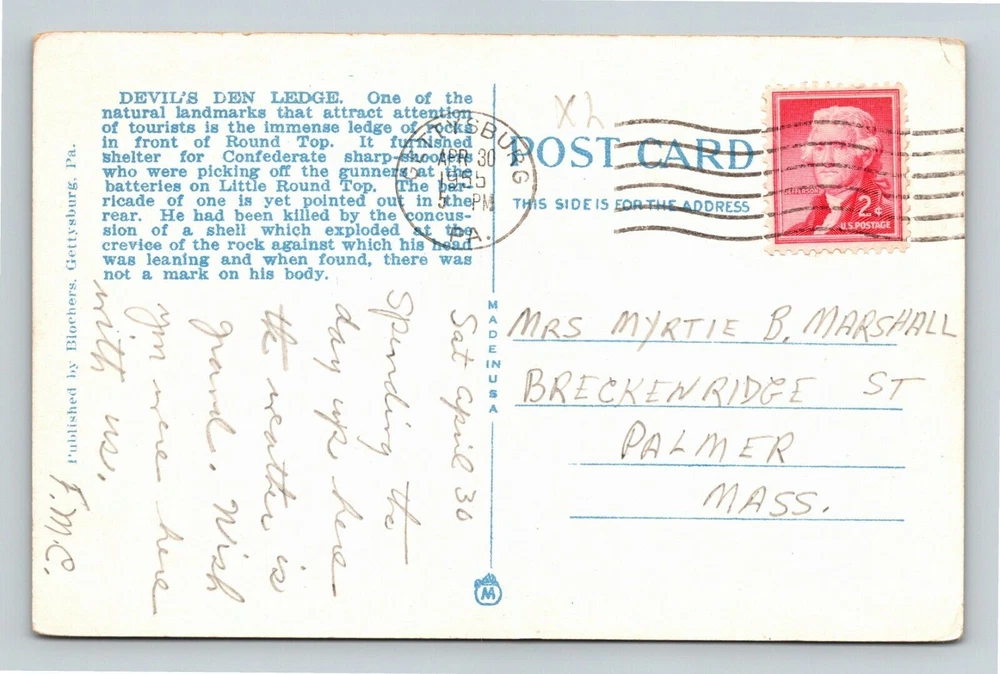 DEVIL'S DEN LEDGE. One of the
natural landmarks that attract attention
of tourists is the immense ledge of rocks
in front of Round Top. It furnished
shelter for Confederate sharp-shooters
who were picking off the gunners at the
batteries on Little Round Top. The bar-
ricade of one is yet pointed out in the
rear. He had been killed by the concus-
sion of a shell which exploded at the
crevice of the rock against which his head
was leaning and when found, there was
not a mark on his body.
Published by Blochers, Gettysburg, Pa.
Sat April 30
Spending the
day up here
the weather is
grand. Wish
you were here
with us.
F.M.C.
MADE IN USA
M
GETTYSBURG
APR 30
1955
5 - PM
PA.
POST CARD
THIS SIDE IS FOR THE ADDRESS
JEFFERSON
2¢
U.S. POSTAGE
MRS MYRTIE B. MARSHALL
BRECKENRIDGE ST
PALMER
MASS.